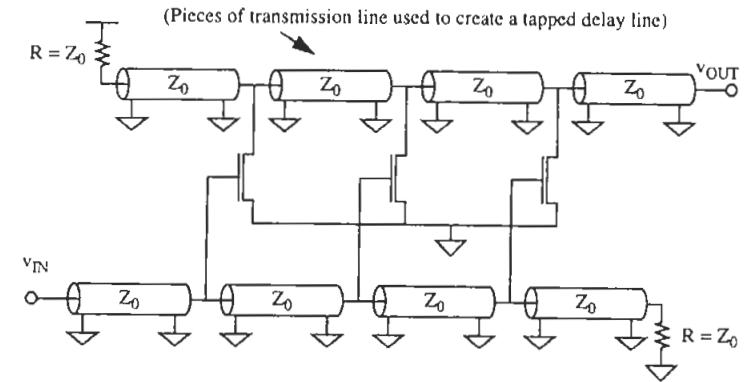 (Pieces of transmission line used to create a tapped delay line)
R = Z0
Z0 Z0 Z0 Z0
vOUT
vIN
Z0 Z0 Z0 Z0
R = Z0